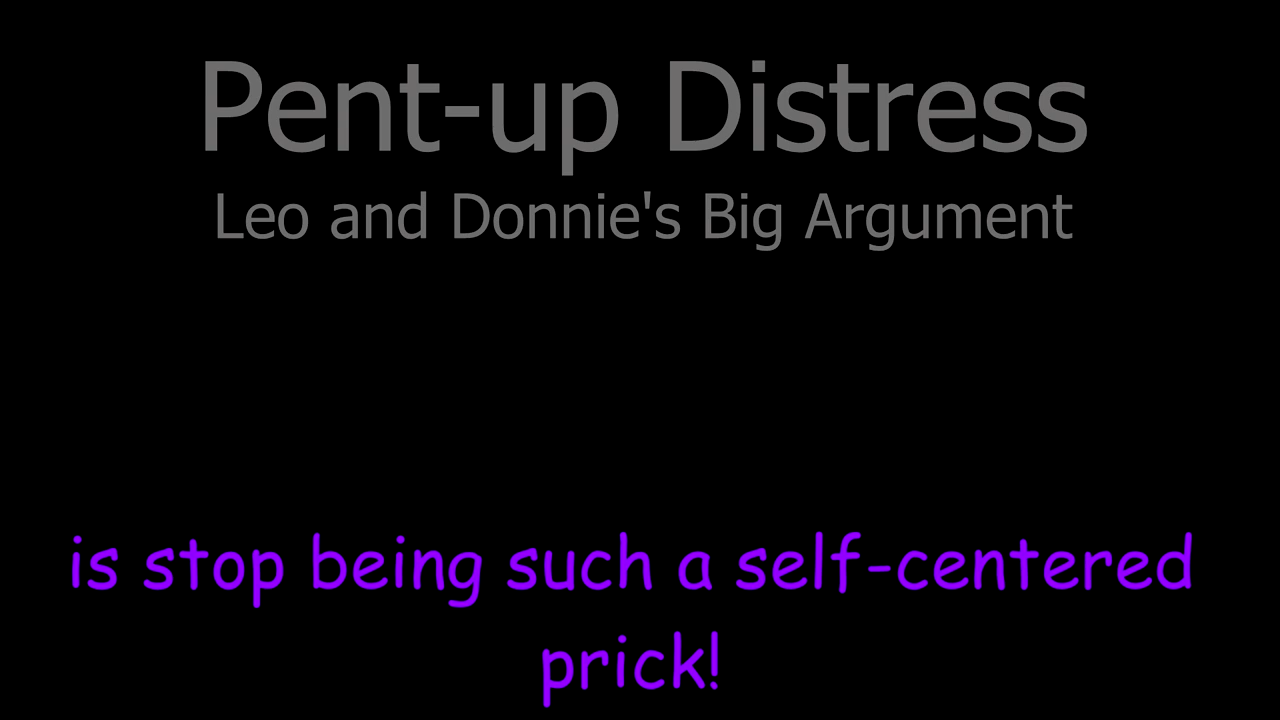 Pent-up Distress
Leo and Donnie's Big Argument
is stop being such a self-centered
prick!